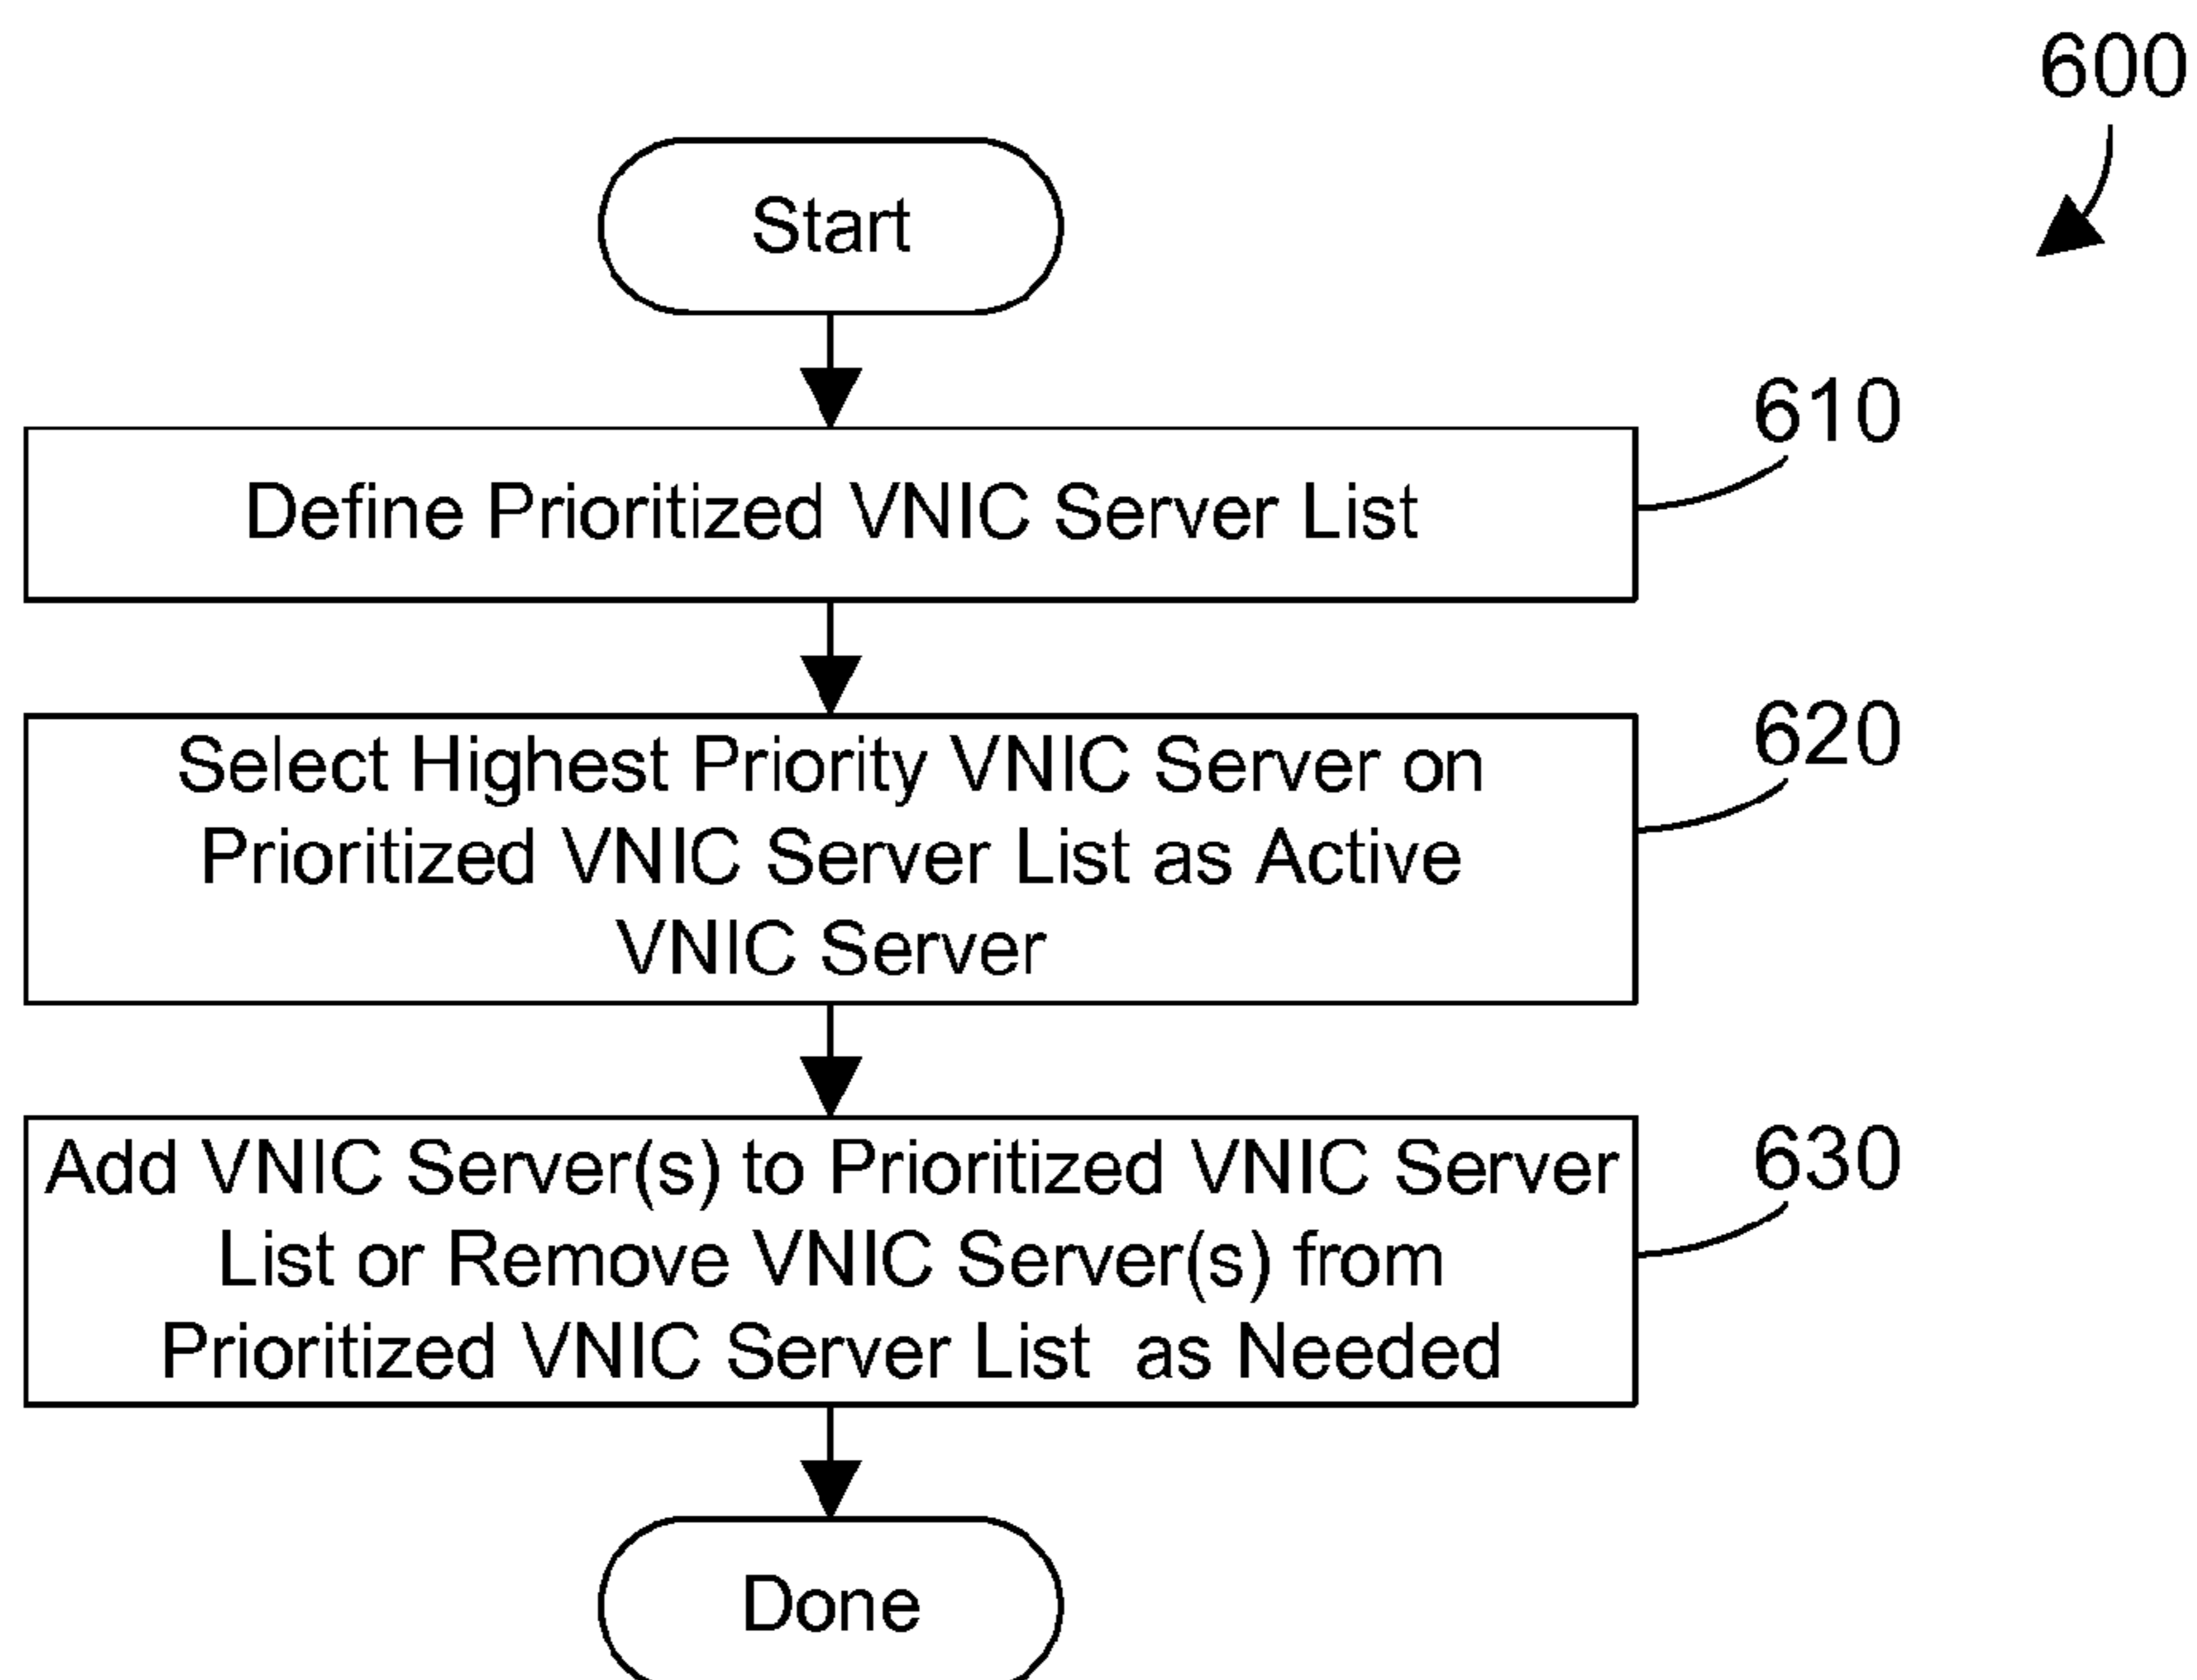 600
Start
610
Define Prioritized VNIC Server List
620
Select Highest Priority VNIC Server on
Prioritized VNIC Server List as Active
VNIC Server
630
Add VNIC Server(s) to Prioritized VNIC Server
List or Remove VNIC Server(s) from
Prioritized VNIC Server List as Needed
Done